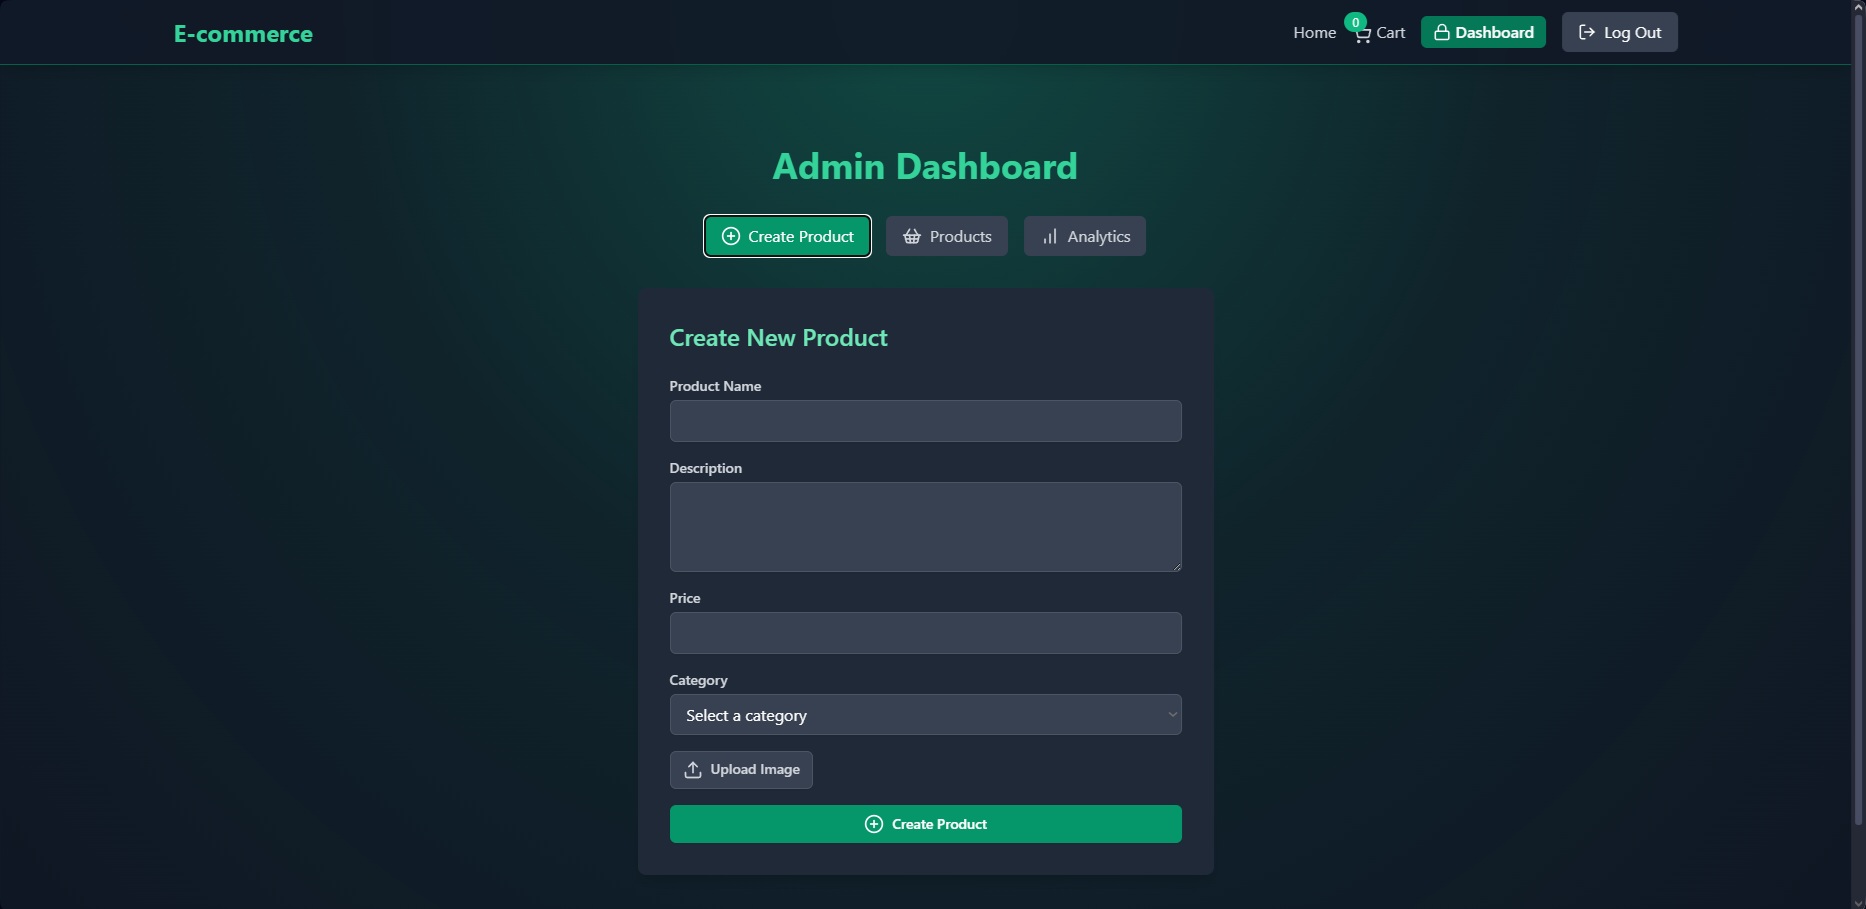 E-commerce
Home
0
Cart
Dashboard
Log Out
Admin Dashboard
Create Product
Products
Analytics
Create New Product
Product Name
Description
Price
Category
Select a category
Upload Image
Create Product